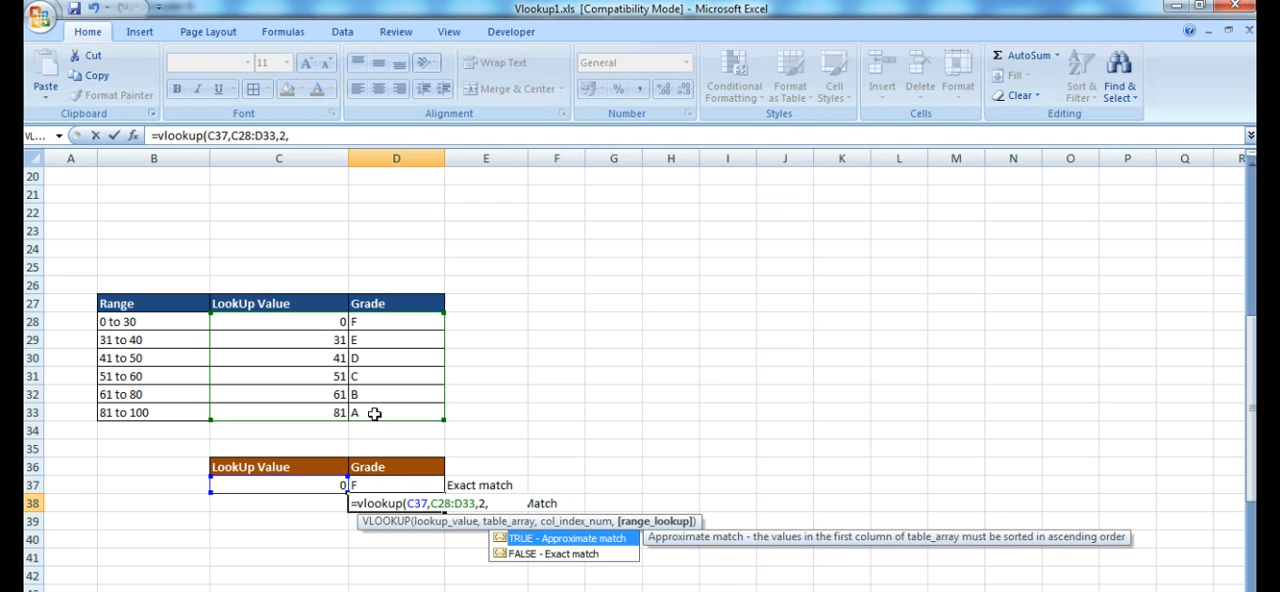 Vlookup1.xls [Compatibility Mode] - Microsoft Excel
Home Insert Page Layout Formulas Data Review View Developer
Cut
Copy
Format Painter
Paste
Clipboard
11 A A
B I U A
Font
Wrap Text
Merge & Center
Alignment
General
% ,
Number
Conditional Formatting
Format as Table
Cell Styles
Styles
Insert Delete Format
Cells
Σ AutoSum
Fill
Clear
Sort & Filter
Find & Select
Editing
VL... fx =vlookup(C37,C28:D33,2,
A B C D E F G H I J K L M N O P Q R
20
21
22
23
24
25
26
27 Range LookUp Value Grade
28 0 to 30 0 F
29 31 to 40 31 E
30 41 to 50 41 D
31 51 to 60 51 C
32 61 to 80 61 B
33 81 to 100 81 A
34
35
36 LookUp Value Grade
37 0 F Exact match
38 =vlookup(C37,C28:D33,2, Match
39 VLOOKUP(lookup_value, table_array, col_index_num, [range_lookup])
40 TRUE - Approximate match Approximate match - the values in the first column of table_array must be sorted in ascending order
41 FALSE - Exact match
42